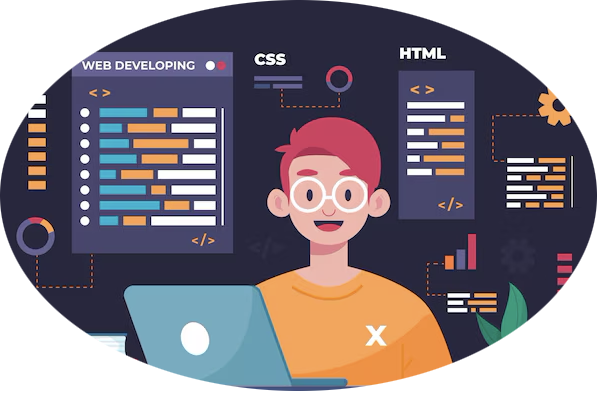 WEB DEVELOPING
< >
</>
CSS
HTML
< >
</>
</>
X